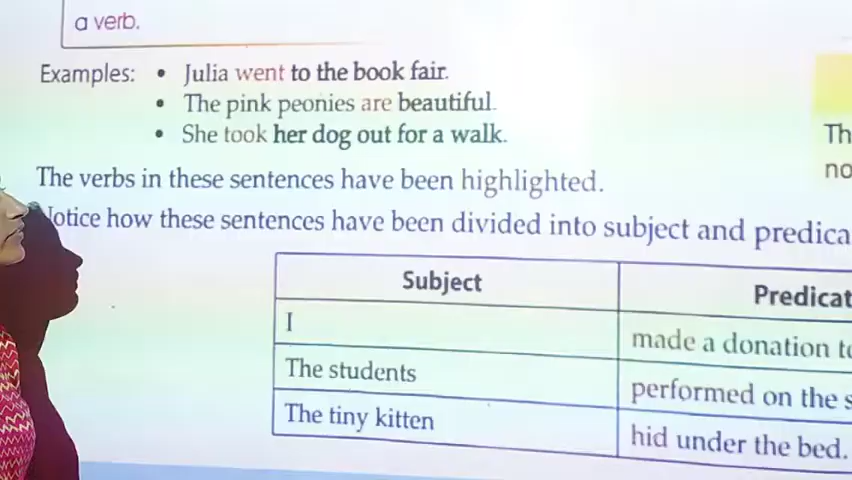 a verb.
Examples: • Julia went to the book fair.
• The pink peonies are beautiful.
• She took her dog out for a walk.
The verbs in these sentences have been highlighted.
Notice how these sentences have been divided into subject and predica
Th
no
Subject Predicat
I made a donation to
The students performed on the s
The tiny kitten hid under the bed.